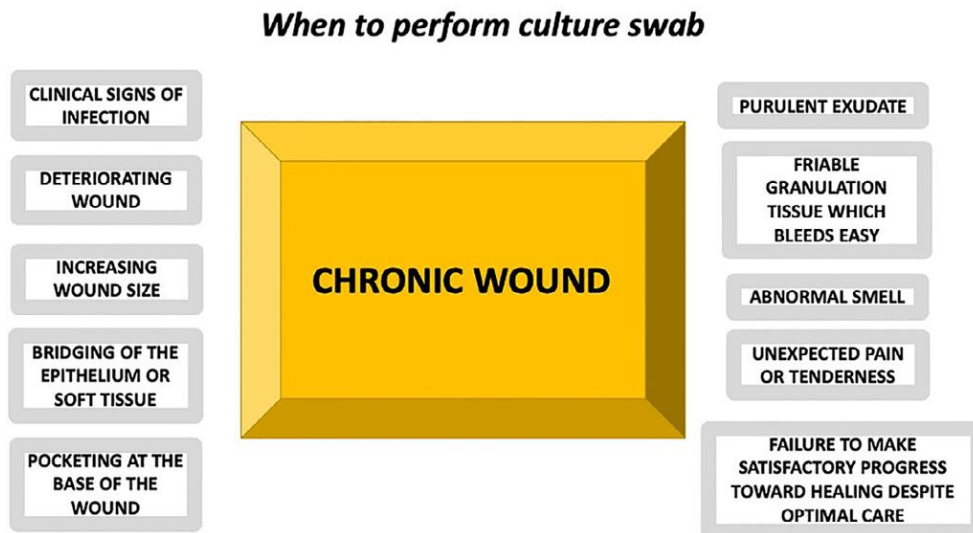 When to perform culture swab
CLINICAL SIGNS OF
INFECTION
DETERIORATING
WOUND
INCREASING
WOUND SIZE
BRIDGING OF THE
EPITHELIUM OR
SOFT TISSUE
POCKETING AT THE
BASE OF THE
WOUND
CHRONIC WOUND
PURULENT EXUDATE
FRIABLE
GRANULATION
TISSUE WHICH
BLEEDS EASY
ABNORMAL SMELL
UNEXPECTED PAIN
OR TENDERNESS
FAILURE TO MAKE
SATISFACTORY PROGRESS
TOWARD HEALING DESPITE
OPTIMAL CARE